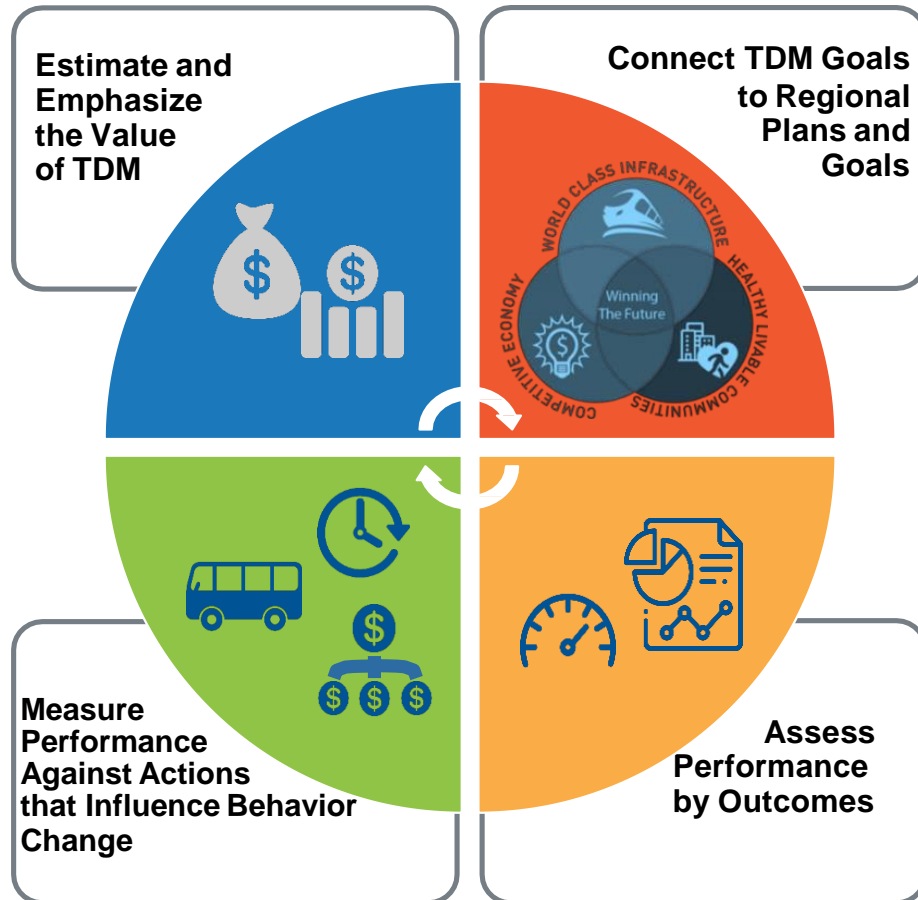 Estimate and
Emphasize
the Value
of TDM
Connect TDM Goals
to Regional
Plans and
Goals
WORLD CLASS INFRASTRUCTURE
HEALTHY LIVABLE COMMUNITIES
COMPETITIVE ECONOMY
Winning
The Future
$
$
$
$
$ $ $
Measure
Performance
Against Actions
that Influence Behavior
Change
Assess
Performance
by Outcomes